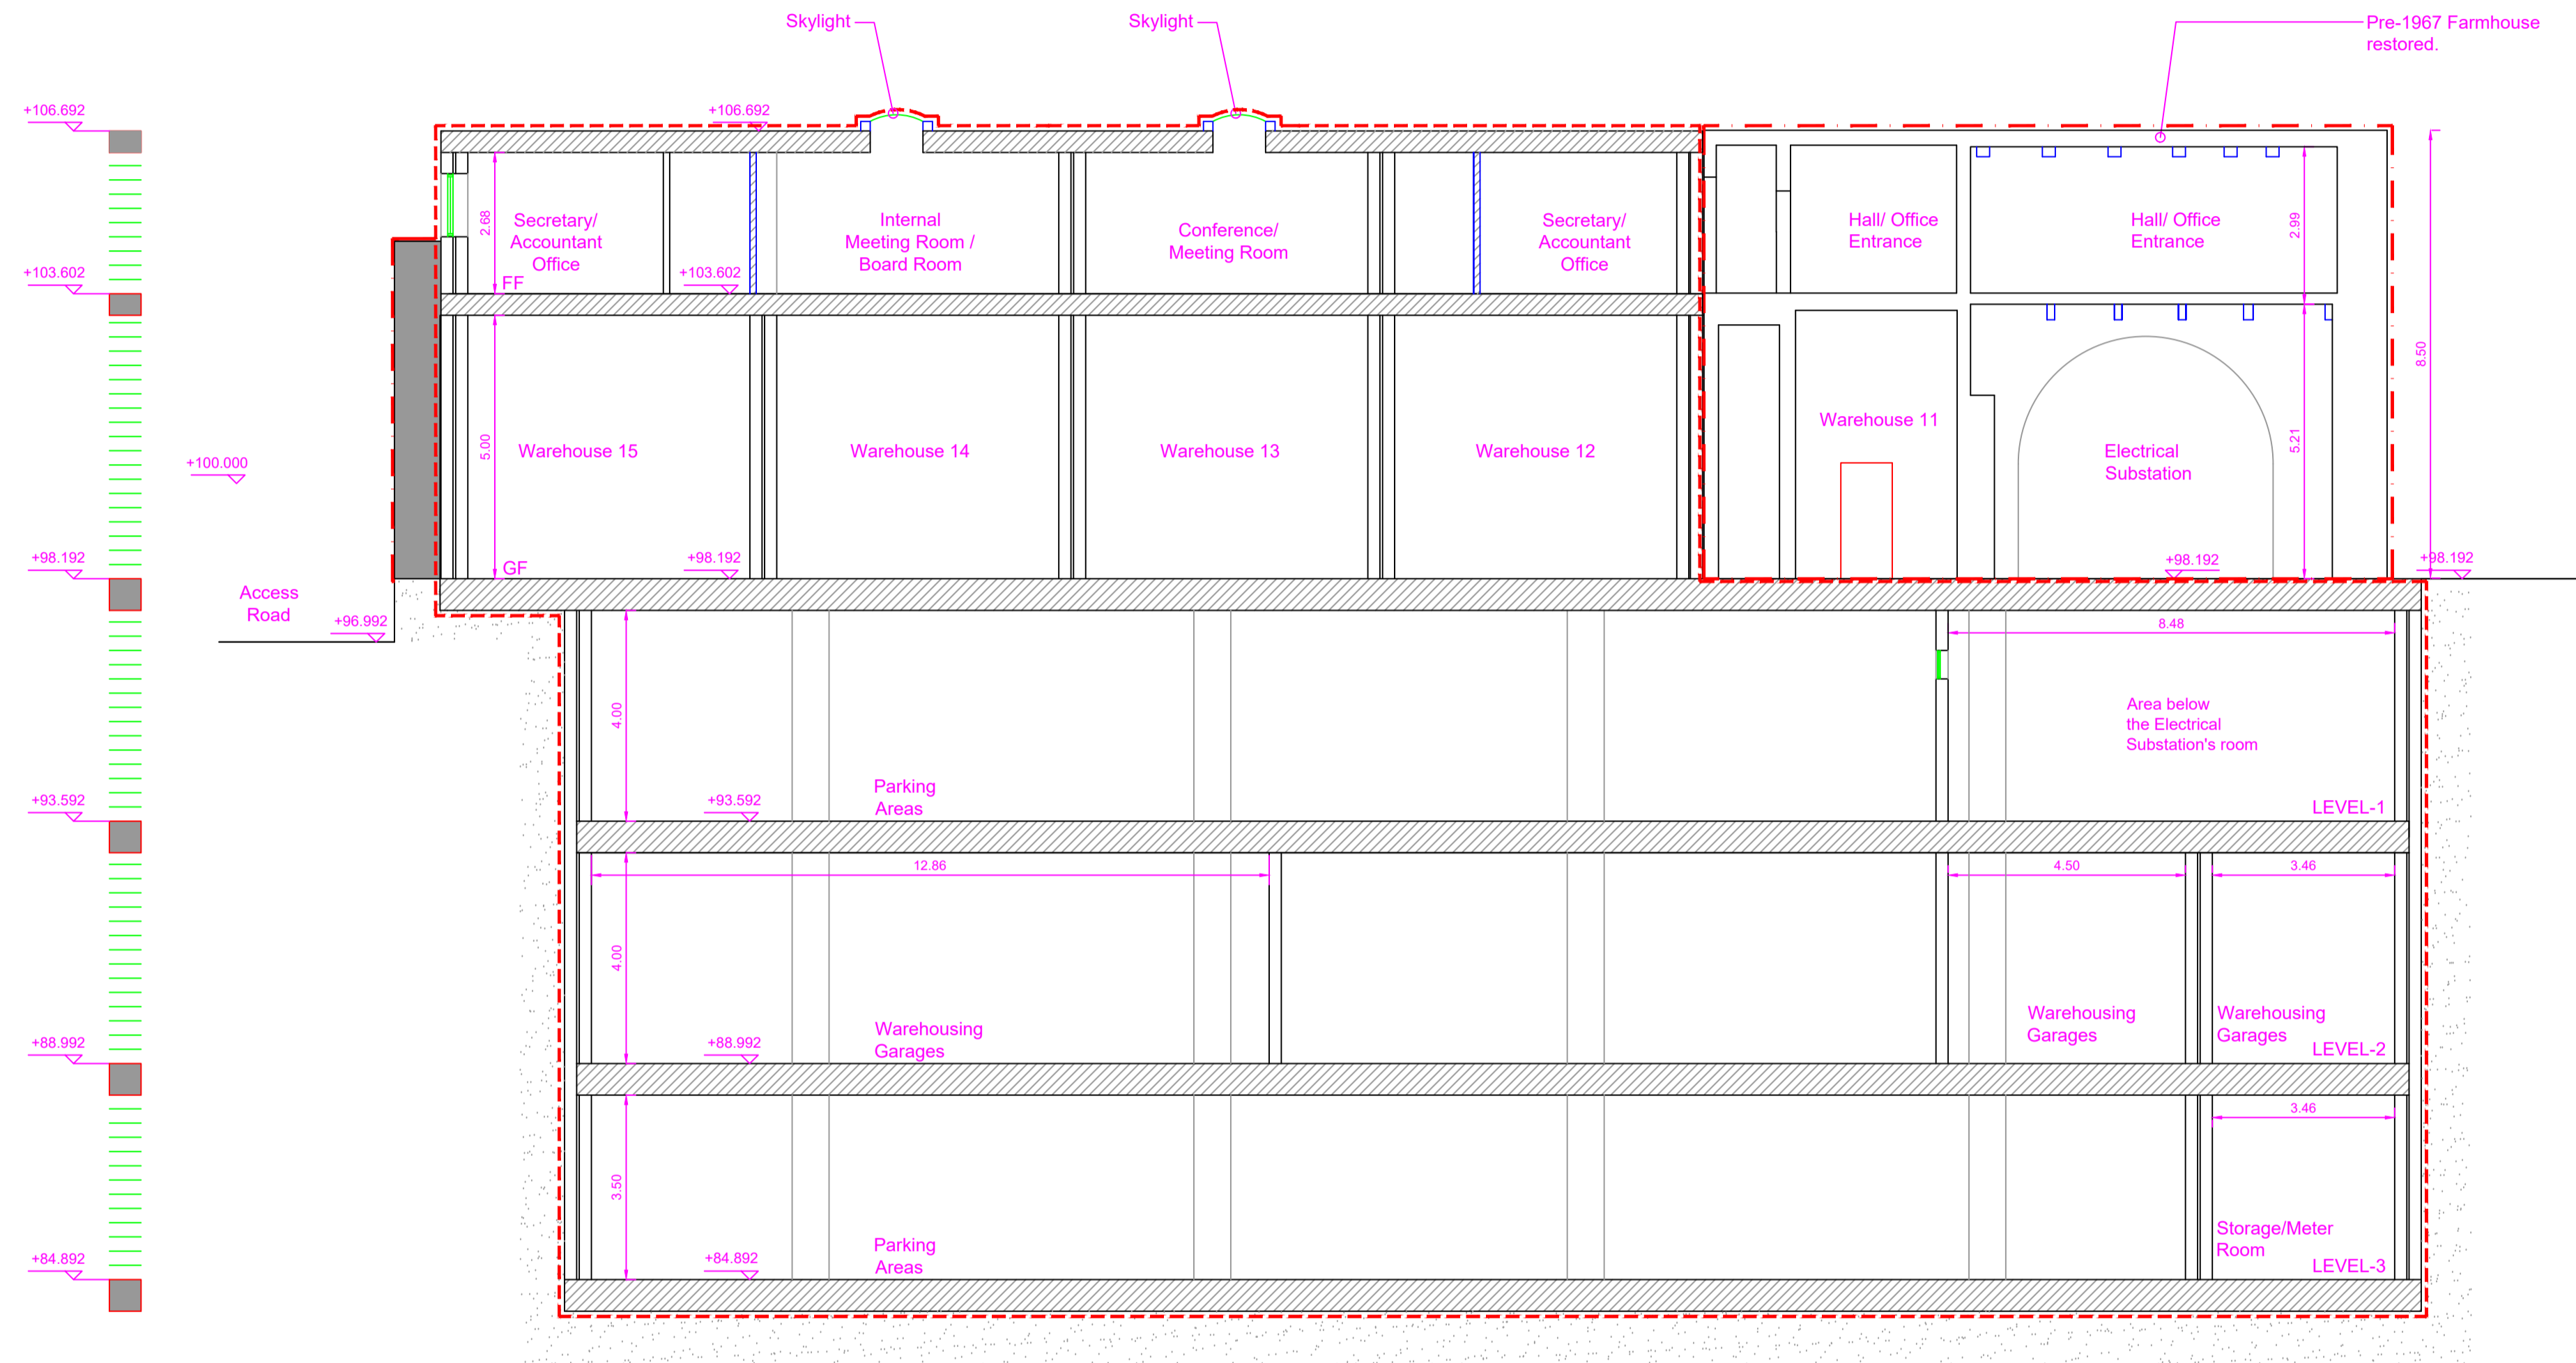 Skylight
Skylight
Pre-1967 Farmhouse
restored.
+106.692
+106.692
Secretary/
Accountant
Office
Internal
Meeting Room /
Board Room
Conference/
Meeting Room
Secretary/
Accountant
Office
Hall/ Office
Entrance
Hall/ Office
Entrance
2.68
2.99
+103.602
FF
+103.602
8.50
Warehouse 15
Warehouse 14
Warehouse 13
Warehouse 12
Warehouse 11
Electrical
Substation
5.00
5.21
+100.000
+98.192
GF
+98.192
+98.192
+98.192
Access
Road
+96.992
8.48
4.00
Area below
the Electrical
Substation's room
+93.592
+93.592
Parking
Areas
LEVEL-1
12.86
4.50
3.46
4.00
+88.992
+88.992
Warehousing
Garages
Warehousing
Garages
Warehousing
Garages
LEVEL-2
3.46
3.50
+84.892
+84.892
Parking
Areas
Storage/Meter
Room
LEVEL-3